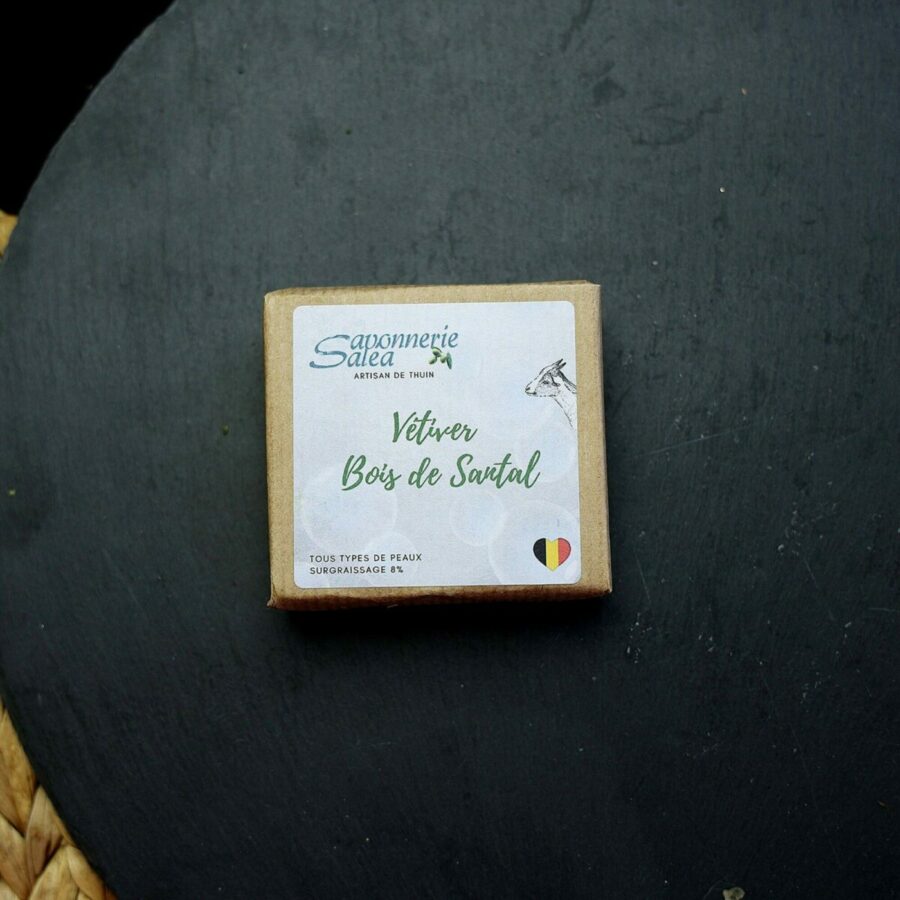 Savonnerie
Salea
ARTISAN DE THUIN
Vétiver
Bois de Santal
TOUS TYPES DE PEAUX
SURGRAISSAGE 8%